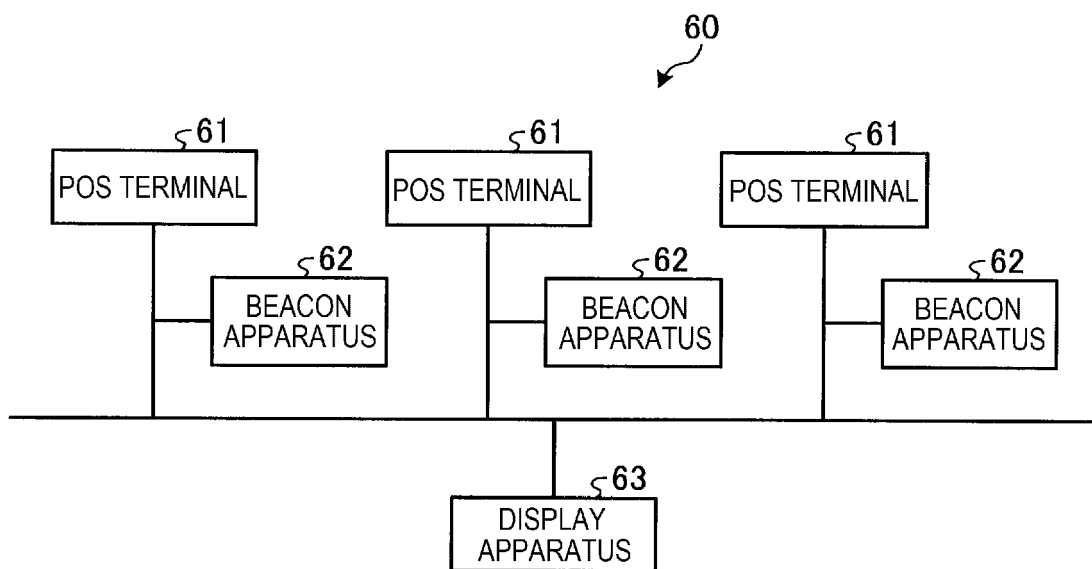 60
61
POS TERMINAL
61
POS TERMINAL
61
POS TERMINAL
62
BEACON
APPARATUS
62
BEACON
APPARATUS
62
BEACON
APPARATUS
63
DISPLAY
APPARATUS